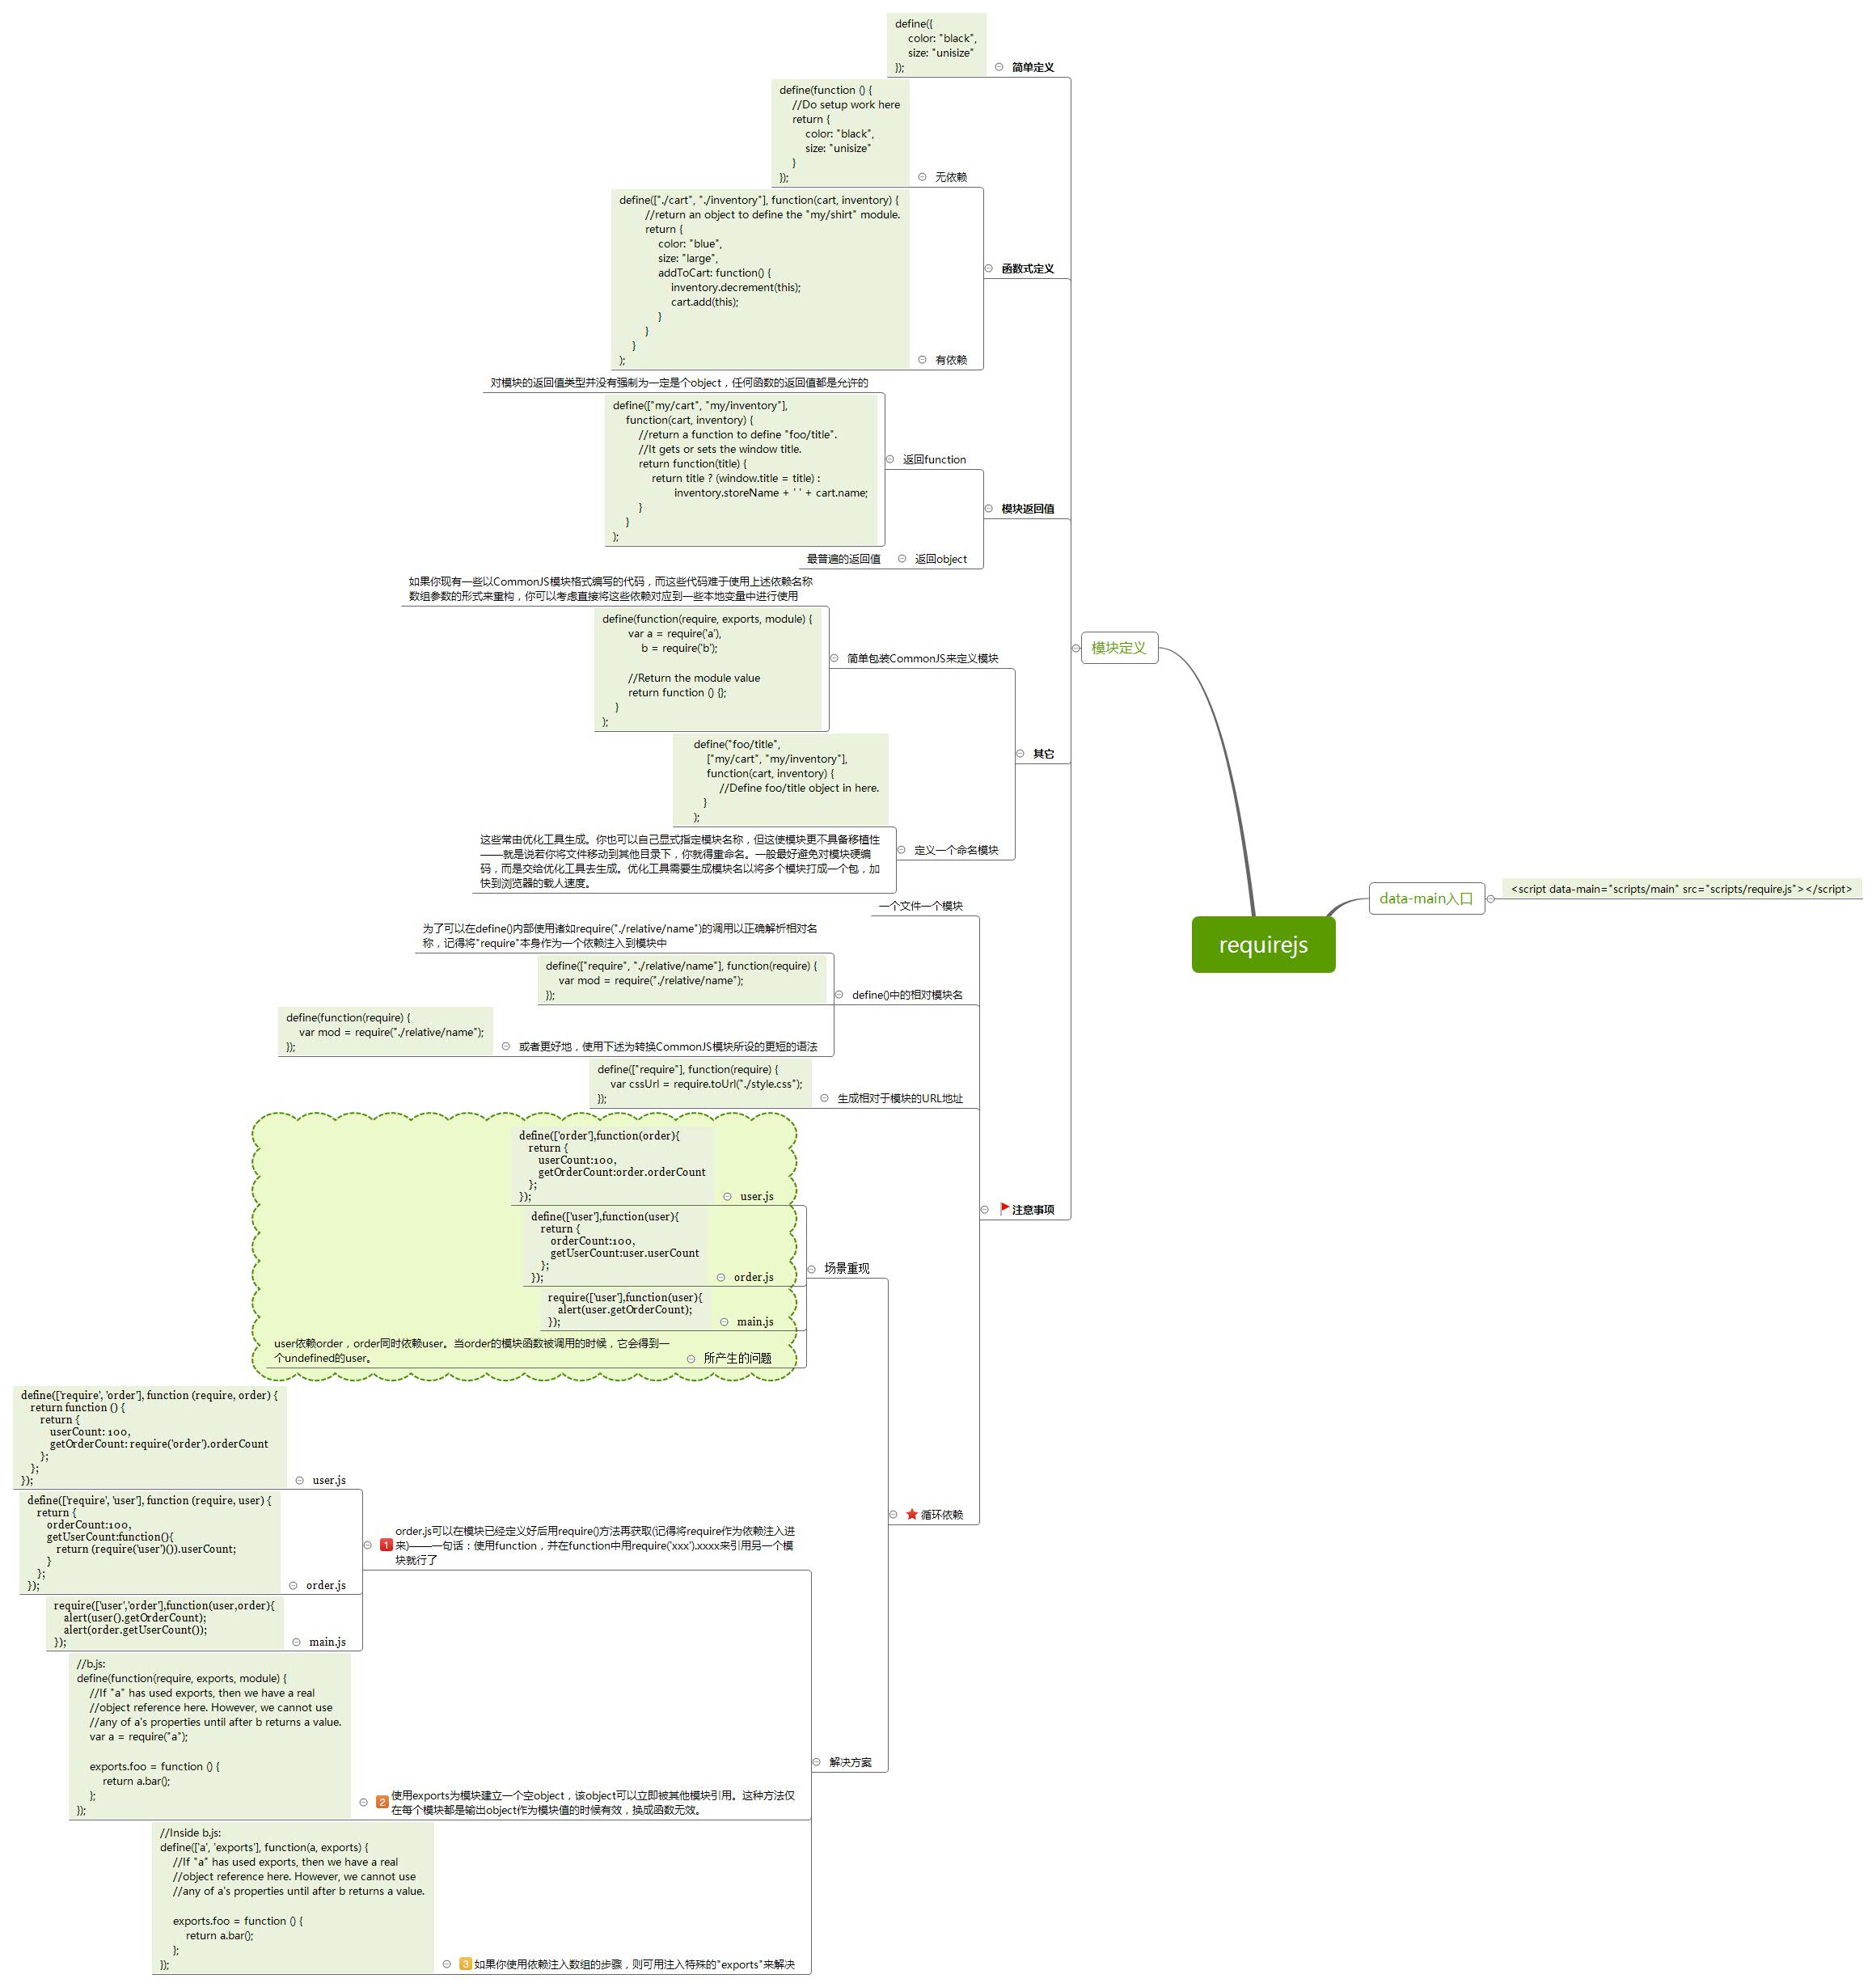 requirejs
data-main入口
<script data-main="scripts/main" src="scripts/require.js"></script>
模块定义
简单定义
define({
color: "black",
size: "unisize"
});
函数式定义
无依赖
define(function () {
//Do setup work here
return {
color: "black",
size: "unisize"
}
});
有依赖
define(["./cart", "./inventory"], function(cart, inventory) {
//return an object to define the "my/shirt" module.
return {
color: "blue",
size: "large",
addToCart: function() {
inventory.decrement(this);
cart.add(this);
}
}
}
);
模块返回值
返回function
对模块的返回值类型并没有强制为一定是个object，任何函数的返回值都是允许的
define(["my/cart", "my/inventory"],
function(cart, inventory) {
//return a function to define "foo/title".
//It gets or sets the window title.
return function(title) {
return title ? (window.title = title) :
inventory.storeName + ' ' + cart.name;
}
}
);
返回object
最普遍的返回值
其它
简单包装CommonJS来定义模块
如果你现有一些以CommonJS模块格式编写的代码，而这些代码难于使用上述依赖名称
数组参数的形式来重构，你可以考虑直接将这些依赖对应到一些本地变量中进行使用
define(function(require, exports, module) {
var a = require('a'),
b = require('b');
//Return the module value
return function () {};
}
);
定义一个命名模块
define("foo/title",
["my/cart", "my/inventory"],
function(cart, inventory) {
//Define foo/title object in here.
}
);
这些常由优化工具生成。你也可以自己显式指定模块名称，但这使模块更不具备移植性
——就是说若你将文件移动到其他目录下，你就得重命名。一般最好避免对模块硬编
码，而是交给优化工具去生成。优化工具需要生成模块名以将多个模块打成一个包，加
快到浏览器的载人速度。
注意事项
一个文件一个模块
define()中的相对模块名
为了可以在define()内部使用诸如require("./relative/name")的调用以正确解析相对名
称，记得将"require"本身作为一个依赖注入到模块中
define(["require", "./relative/name"], function(require) {
var mod = require("./relative/name");
});
或者更好地，使用下述为转换CommonJS模块所设的更短的语法
define(function(require) {
var mod = require("./relative/name");
});
生成相对于模块的URL地址
define(["require"], function(require) {
var cssUrl = require.toUrl("./style.css");
});
循环依赖
场景重现
user.js
define(['order'],function(order){
return {
userCount:100,
getOrderCount:order.orderCount
};
});
order.js
define(['user'],function(user){
return {
orderCount:100,
getUserCount:user.userCount
};
});
main.js
require(['user'],function(user){
alert(user.getOrderCount);
});
所产生的问题
user依赖order，order同时依赖user。当order的模块函数被调用的时候，它会得到一
个undefined的user。
解决方案
1
order.js可以在模块已经定义好后用require()方法再获取(记得将require作为依赖注入进
来)——一句话：使用function，并在function中用require('xxx').xxxx来引用另一个模
块就行了
user.js
define(['require', 'order'], function (require, order) {
return function () {
return {
userCount: 100,
getOrderCount: require('order').orderCount
};
};
});
order.js
define(['require', 'user'], function (require, user) {
return {
orderCount:100,
getUserCount:function(){
return (require('user')()).userCount;
}
};
});
main.js
require(['user','order'],function(user,order){
alert(user().getOrderCount);
alert(order.getUserCount());
});
2
使用exports为模块建立一个空object，该object可以立即被其他模块引用。这种方法仅
在每个模块都是输出object作为模块值的时候有效，换成函数无效。
//b.js:
define(function(require, exports, module) {
//If "a" has used exports, then we have a real
//object reference here. However, we cannot use
//any of a's properties until after b returns a value.
var a = require("a");
exports.foo = function () {
return a.bar();
};
});
3
如果你使用依赖注入数组的步骤，则可用注入特殊的"exports"来解决
//Inside b.js:
define(['a', 'exports'], function(a, exports) {
//If "a" has used exports, then we have a real
//object reference here. However, we cannot use
//any of a's properties until after b returns a value.
exports.foo = function () {
return a.bar();
};
});